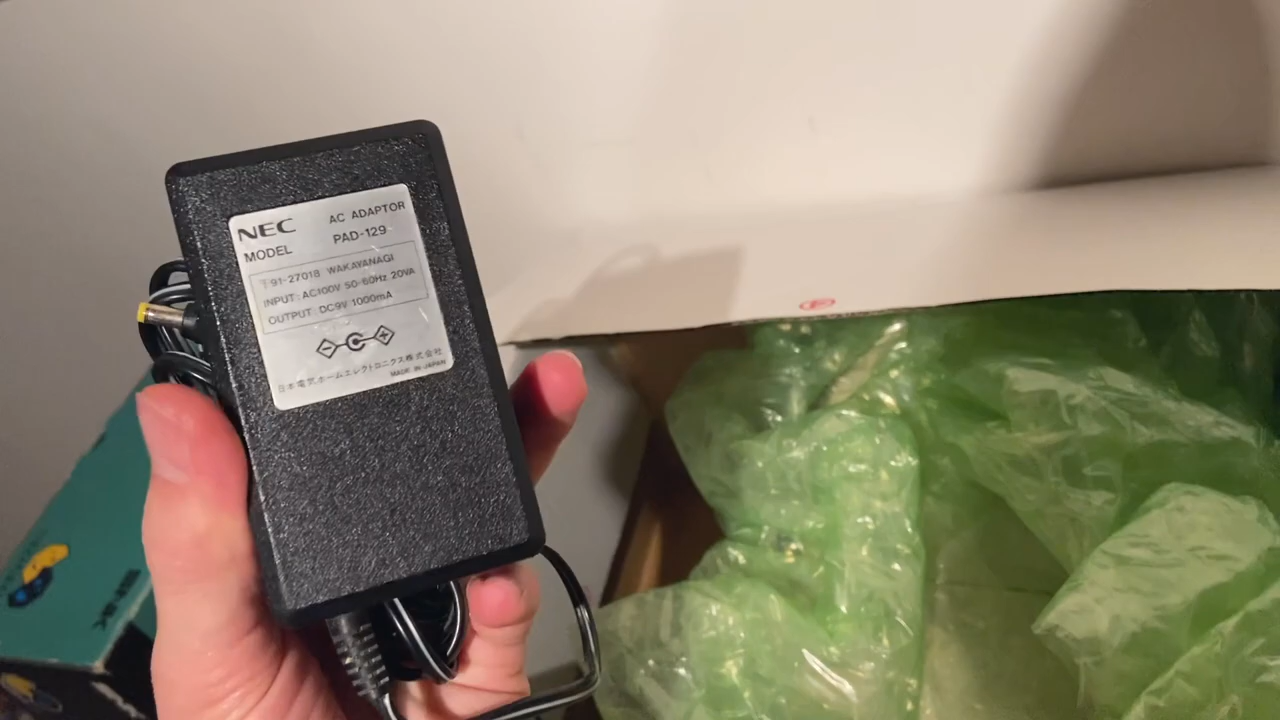 NEC AC ADAPTOR
MODEL PAD-129
〒91-27018 WAKAYANAGI
INPUT: AC100V 50-60Hz 20VA
OUTPUT: DC9V 1000mA
- C +
日本電気ホームエレクトロニクス株式会社
MADE IN JAPAN